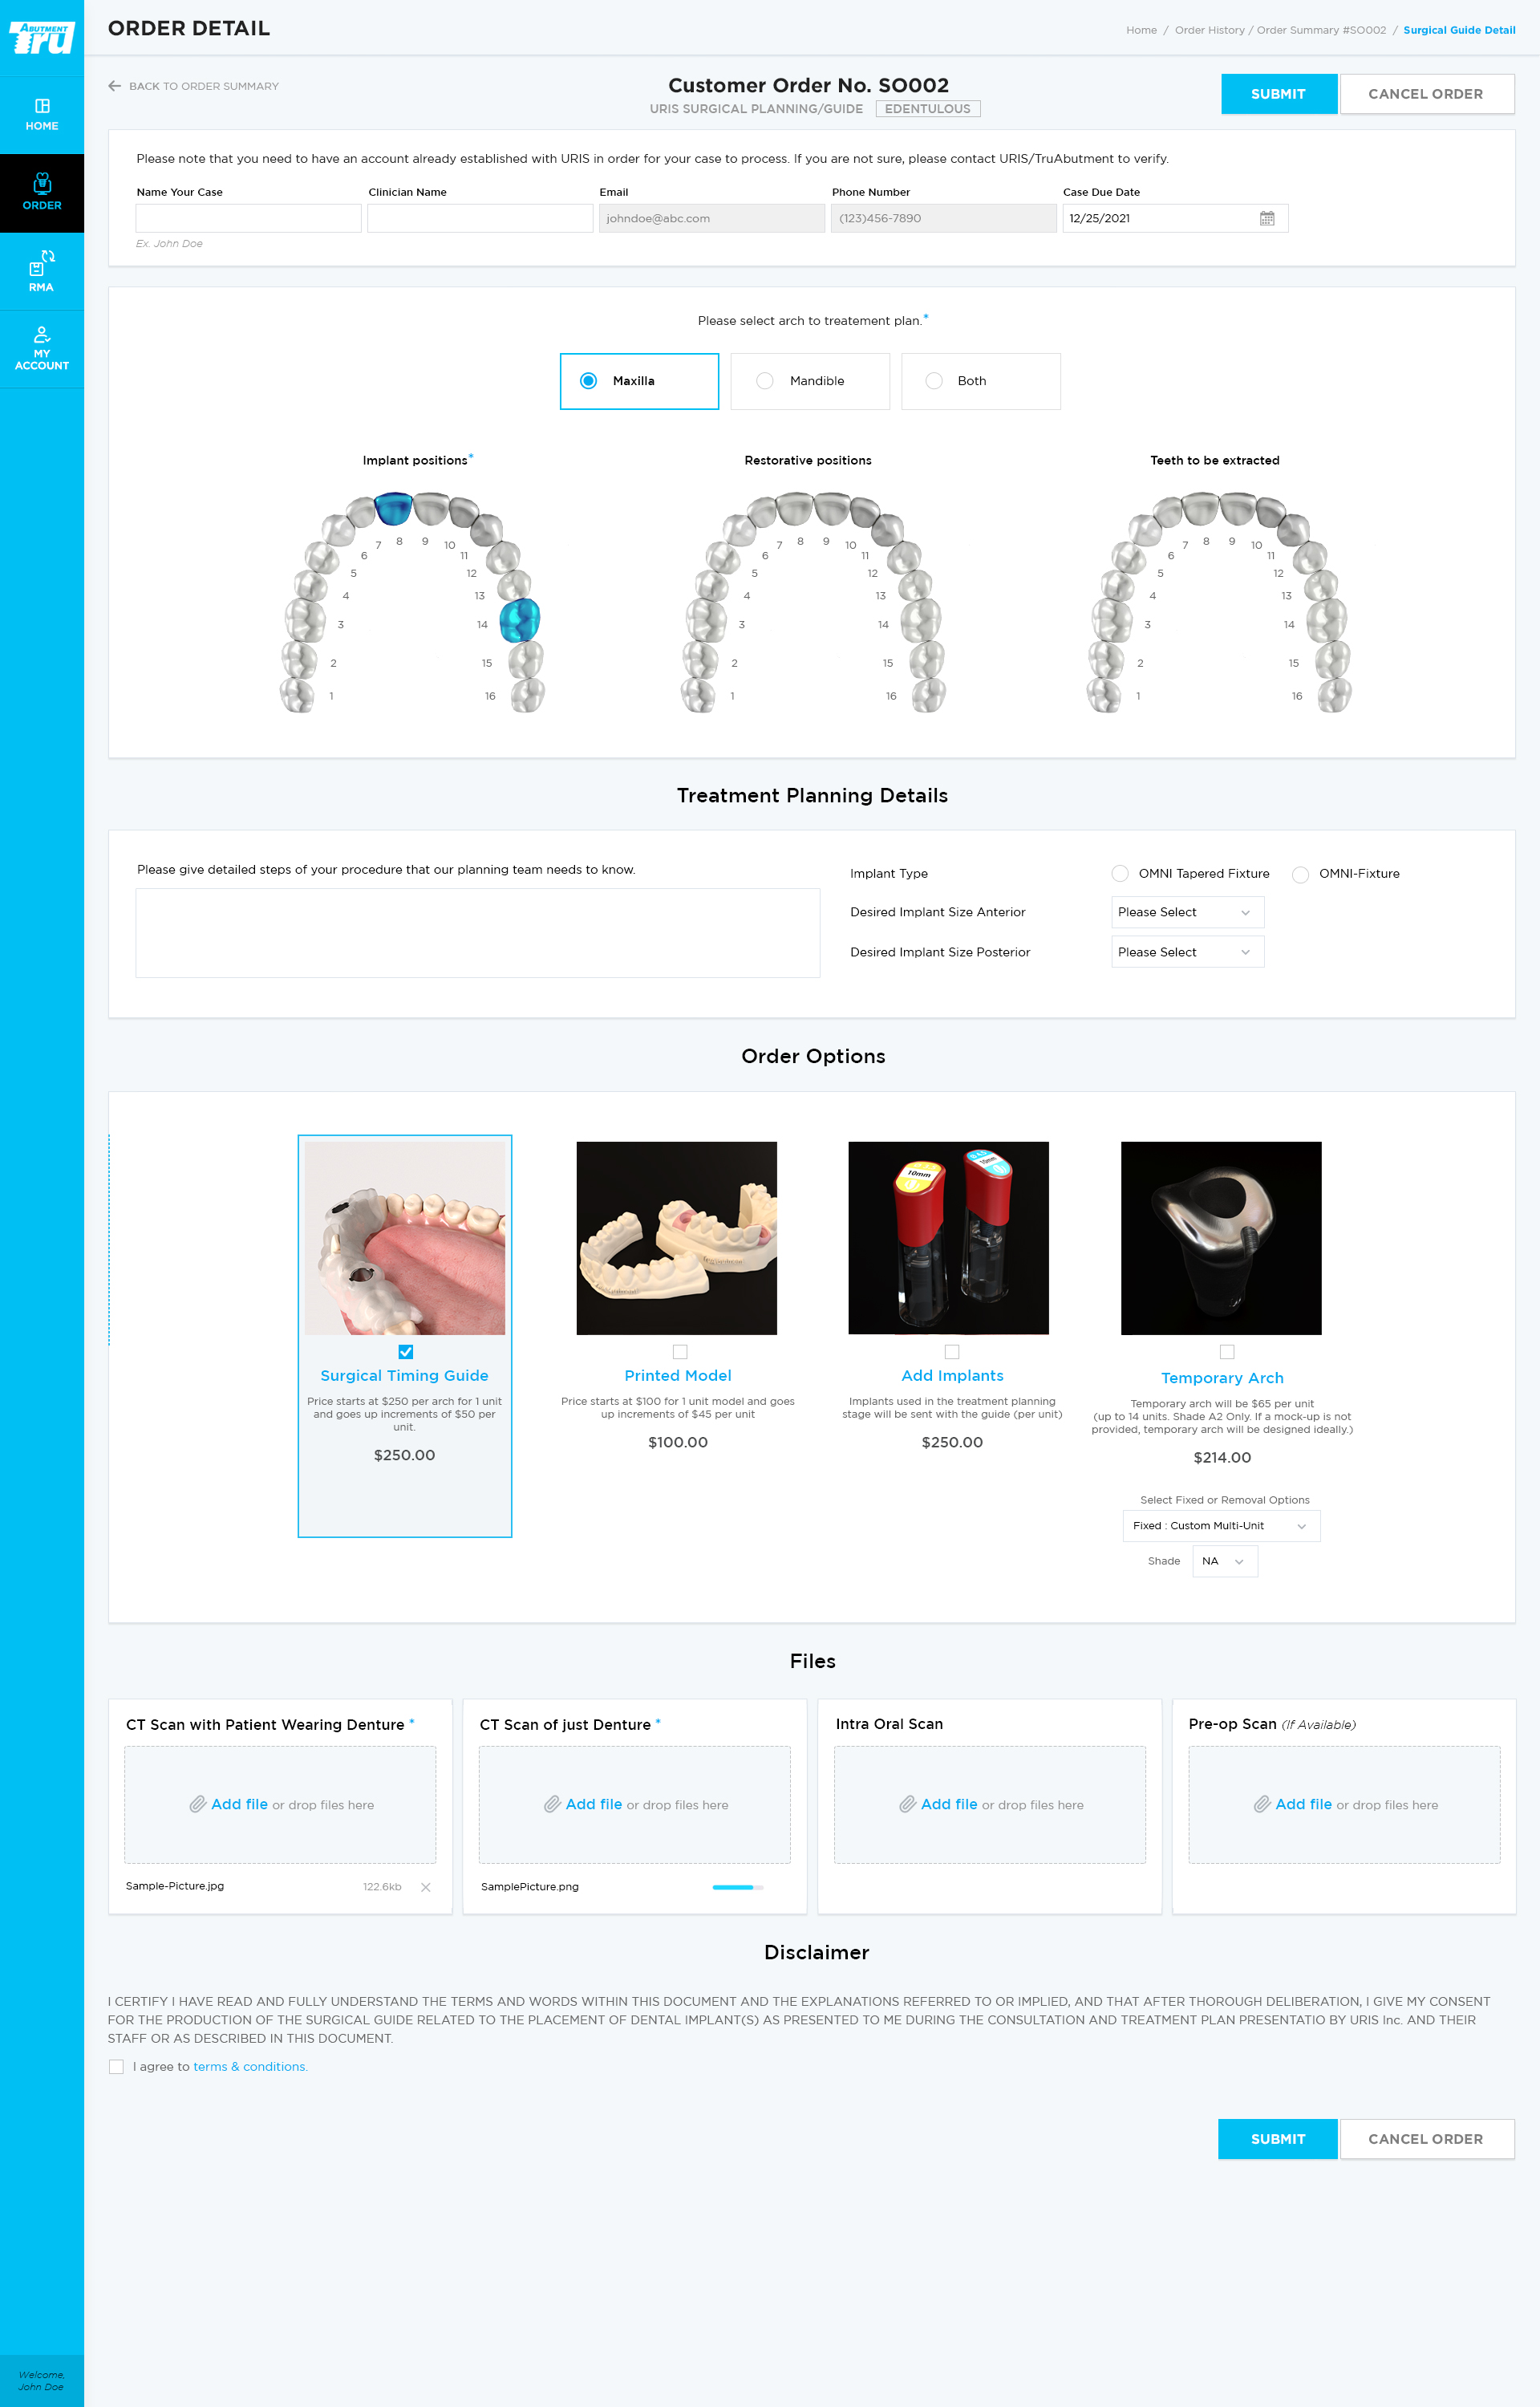 ABUTMENT
Tru
HOME
ORDER
RMA
MY
ACCOUNT
Welcome,
John Doe
ORDER DETAIL
Home / Order History / Order Summary #SO002 / Surgical Guide Detail
BACK TO ORDER SUMMARY
Customer Order No. SO002
URIS SURGICAL PLANNING/GUIDE EDENTULOUS
SUBMIT
CANCEL ORDER
Please note that you need to have an account already established with URIS in order for your case to process. If you are not sure, please contact URIS/TruAbutment to verify.
Name Your Case
Clinician Name
Email
Phone Number
Case Due Date
johndoe@abc.com
(123)456-7890
12/25/2021
Ex. John Doe
Please select arch to treatement plan.*
Maxilla
Mandible
Both
Implant positions*
1
2
3
4
5
6
7
8
9
10
11
12
13
14
15
16
Restorative positions
1
2
3
4
5
6
7
8
9
10
11
12
13
14
15
16
Teeth to be extracted
1
2
3
4
5
6
7
8
9
10
11
12
13
14
15
16
Treatment Planning Details
Please give detailed steps of your procedure that our planning team needs to know.
Implant Type
OMNI Tapered Fixture
OMNI-Fixture
Desired Implant Size Anterior
Please Select
Desired Implant Size Posterior
Please Select
Order Options
Surgical Timing Guide
Price starts at $250 per arch for 1 unit
and goes up increments of $50 per
unit.
$250.00
Printed Model
Price starts at $100 for 1 unit model and goes
up increments of $45 per unit
$100.00
10mm
10mm
Add Implants
Implants used in the treatment planning
stage will be sent with the guide (per unit)
$250.00
Temporary Arch
Temporary arch will be $65 per unit
(up to 14 units. Shade A2 Only. If a mock-up is not
provided, temporary arch will be designed ideally.)
$214.00
Select Fixed or Removal Options
Fixed : Custom Multi-Unit
Shade
NA
Files
CT Scan with Patient Wearing Denture *
Add file or drop files here
Sample-Picture.jpg
122.6kb
CT Scan of just Denture *
Add file or drop files here
SamplePicture.png
Intra Oral Scan
Add file or drop files here
Pre-op Scan (If Available)
Add file or drop files here
Disclaimer
I CERTIFY I HAVE READ AND FULLY UNDERSTAND THE TERMS AND WORDS WITHIN THIS DOCUMENT AND THE EXPLANATIONS REFERRED TO OR IMPLIED, AND THAT AFTER THOROUGH DELIBERATION, I GIVE MY CONSENT
FOR THE PRODUCTION OF THE SURGICAL GUIDE RELATED TO THE PLACEMENT OF DENTAL IMPLANT(S) AS PRESENTED TO ME DURING THE CONSULTATION AND TREATMENT PLAN PRESENTATIO BY URIS Inc. AND THEIR
STAFF OR AS DESCRIBED IN THIS DOCUMENT.
I agree to terms & conditions.
SUBMIT
CANCEL ORDER